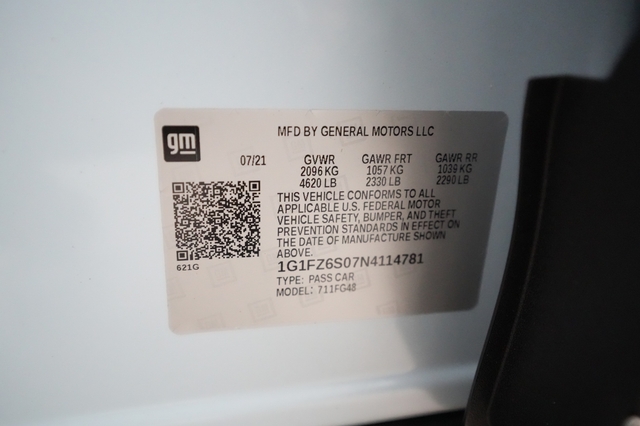 gm
MFD BY GENERAL MOTORS LLC
07/21 GVWR GAWR FRT GAWR RR
2096 KG 1057 KG 1039 KG
4620 LB 2330 LB 2290 LB
THIS VEHICLE CONFORMS TO ALL
APPLICABLE U.S. FEDERAL MOTOR
VEHICLE SAFETY, BUMPER, AND THEFT
PREVENTION STANDARDS IN EFFECT ON
THE DATE OF MANUFACTURE SHOWN
ABOVE.
621G
1G1FZ6S07N4114781
TYPE: PASS CAR
MODEL: 711FG48